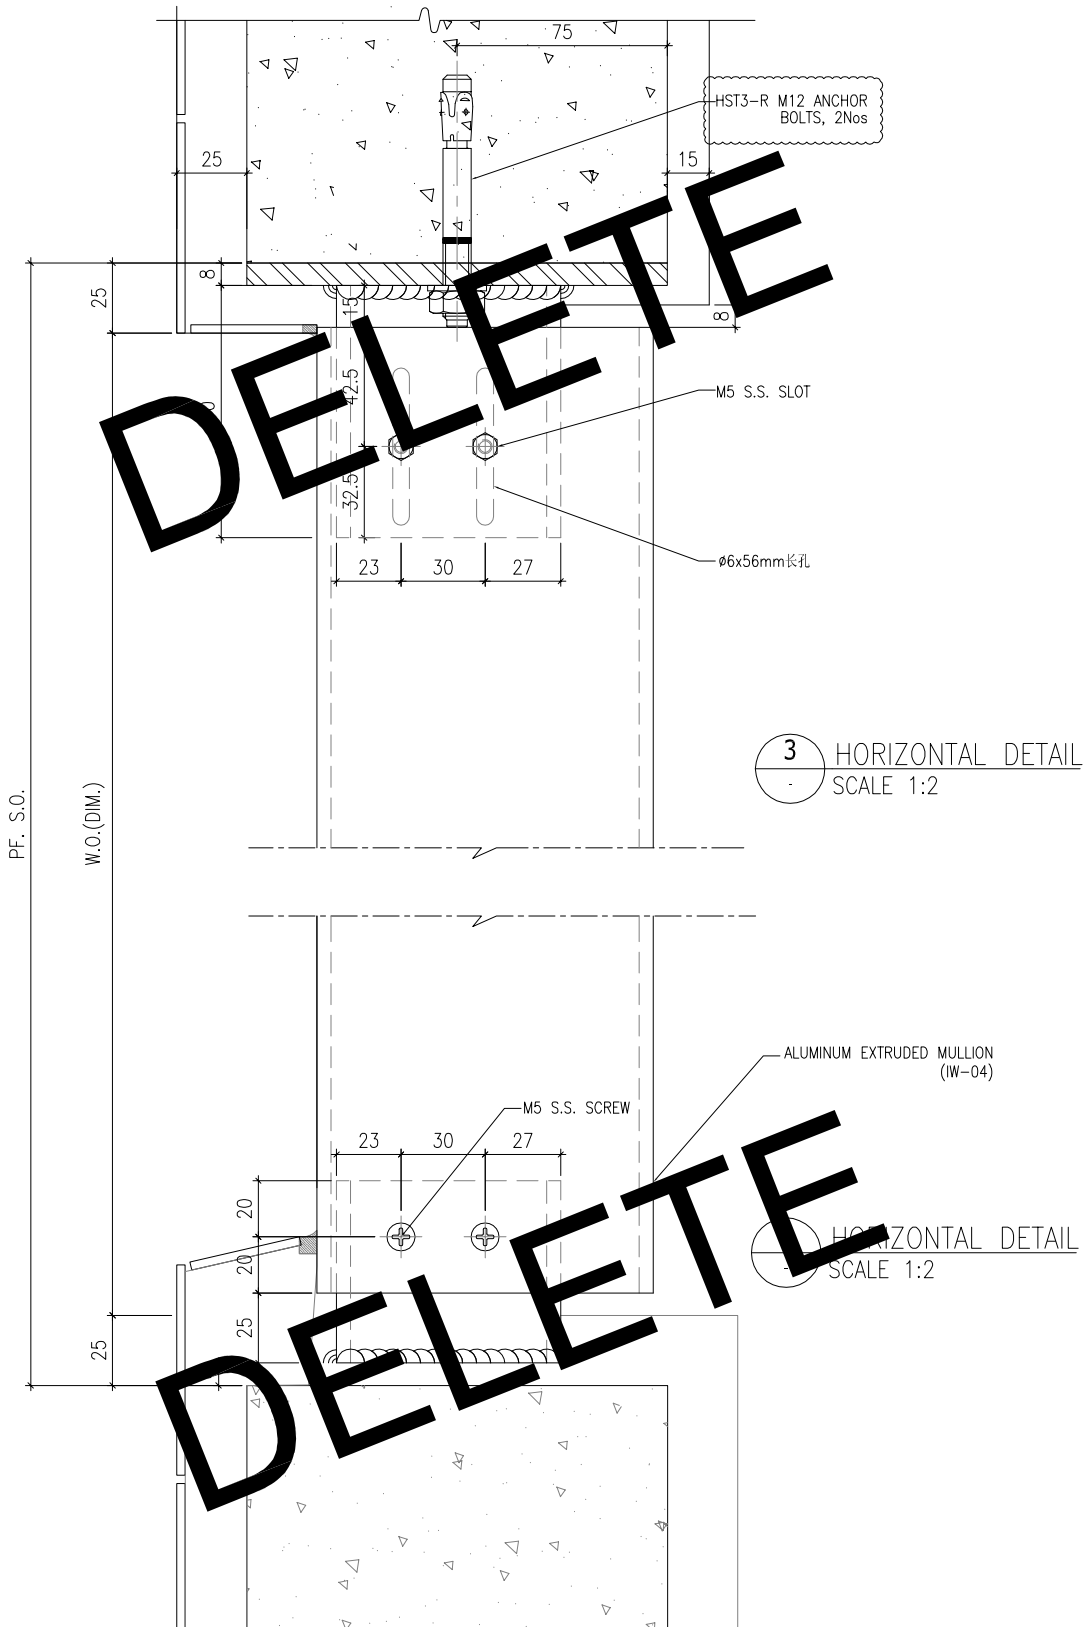 75
HST3-R M12 ANCHOR
BOLTS, 2Nos
25
15
DELETE
8
25
15
8
42.5
M5 S.S. SLOT
32.5
ø6x56mm长孔
23
30
27
3
HORIZONTAL DETAIL
-
SCALE 1:2
PF. S.O.
W.O.(DIM.)
ALUMINUM EXTRUDED MULLION
(IW-04)
M5 S.S. SCREW
23
30
27
20
20
HORIZONTAL DETAIL
-
SCALE 1:2
DELETE
25
25